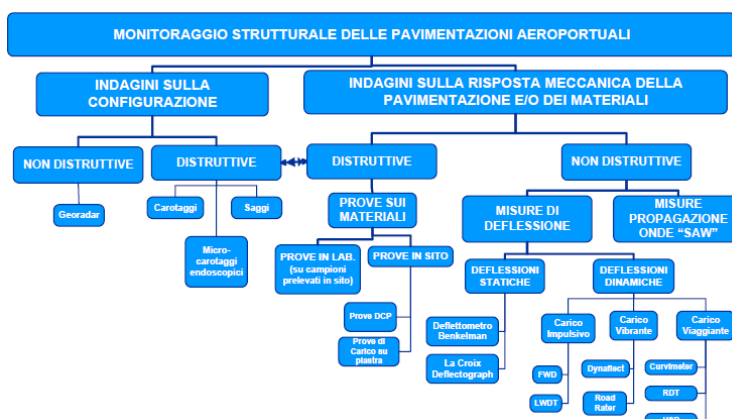 MONITORAGGIO STRUTTURALE DELLE PAVIMENTAZIONI AEROPORTUALI
INDAGINI SULLA
CONFIGURAZIONE
INDAGINI SULLA RISPOSTA MECCANICA DELLA
PAVIMENTAZIONE E/O DEI MATERIALI
NON DISTRUTTIVE
DISTRUTTIVE
DISTRUTTIVE
NON DISTRUTTIVE
Georadar
Carotaggi
Saggi
Micro-
carotaggi
endoscopici
PROVE SUI
MATERIALI
PROVE IN LAB.
(su campioni
prelevati in sito)
PROVE IN SITO
Prove DCP
Prove di
Carico su
piastra
MISURE DI
DEFLESSIONE
MISURE
PROPAGAZIONE
ONDE “SAW”
DEFLESSIONI
STATICHE
DEFLESSIONI
DINAMICHE
Deflettometro
Benkelman
La Croix
Deflectograph
Carico
Impulsivo
Carico
Vibrante
Carico
Viaggiante
FWD
LWDT
Dynaflect
Road
Rater
Curvimeter
RDT